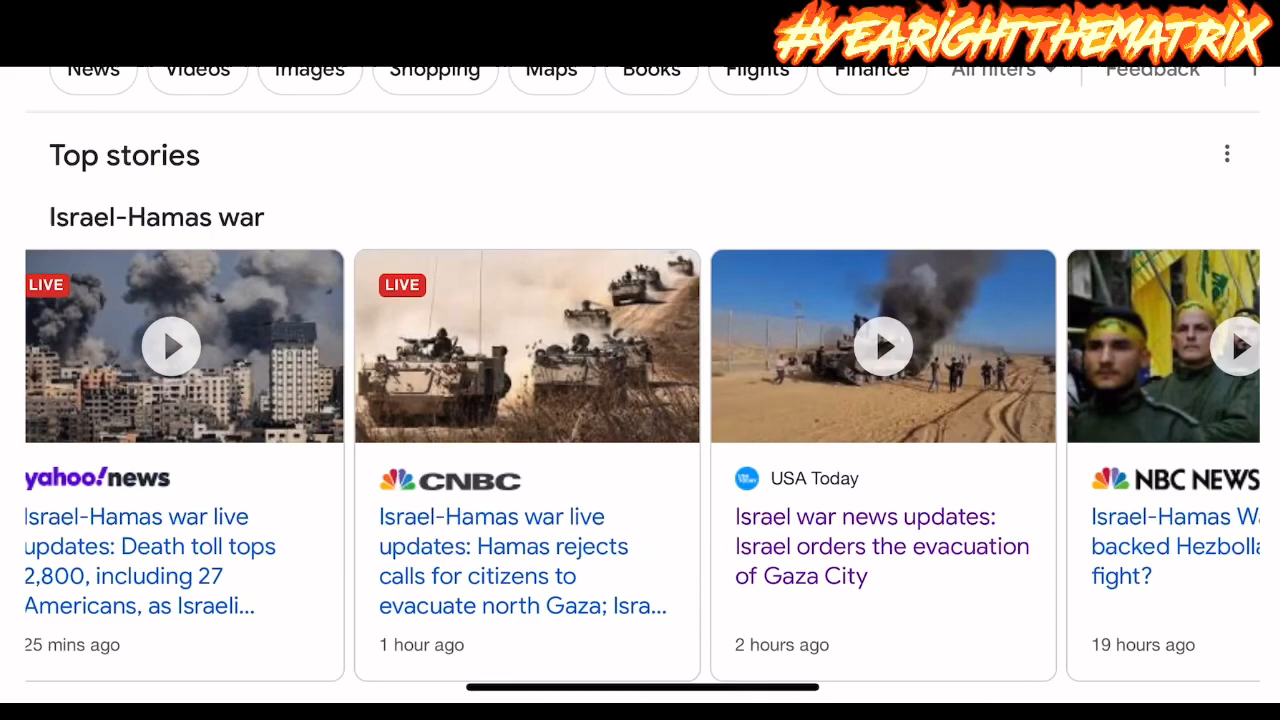 #YEARIGHTTHEMATRIX
News Videos Images Shopping Maps Books Flights Finance All filters Feedback
Top stories
Israel-Hamas war
LIVE
yahoo!news
Israel-Hamas war live
updates: Death toll tops
2,800, including 27
Americans, as Israeli...
25 mins ago
LIVE
CNBC
Israel-Hamas war live
updates: Hamas rejects
calls for citizens to
evacuate north Gaza; Isra...
1 hour ago
USA Today
Israel war news updates:
Israel orders the evacuation
of Gaza City
2 hours ago
NBC NEWS
Israel-Hamas
backed
fight?
19 hours ago